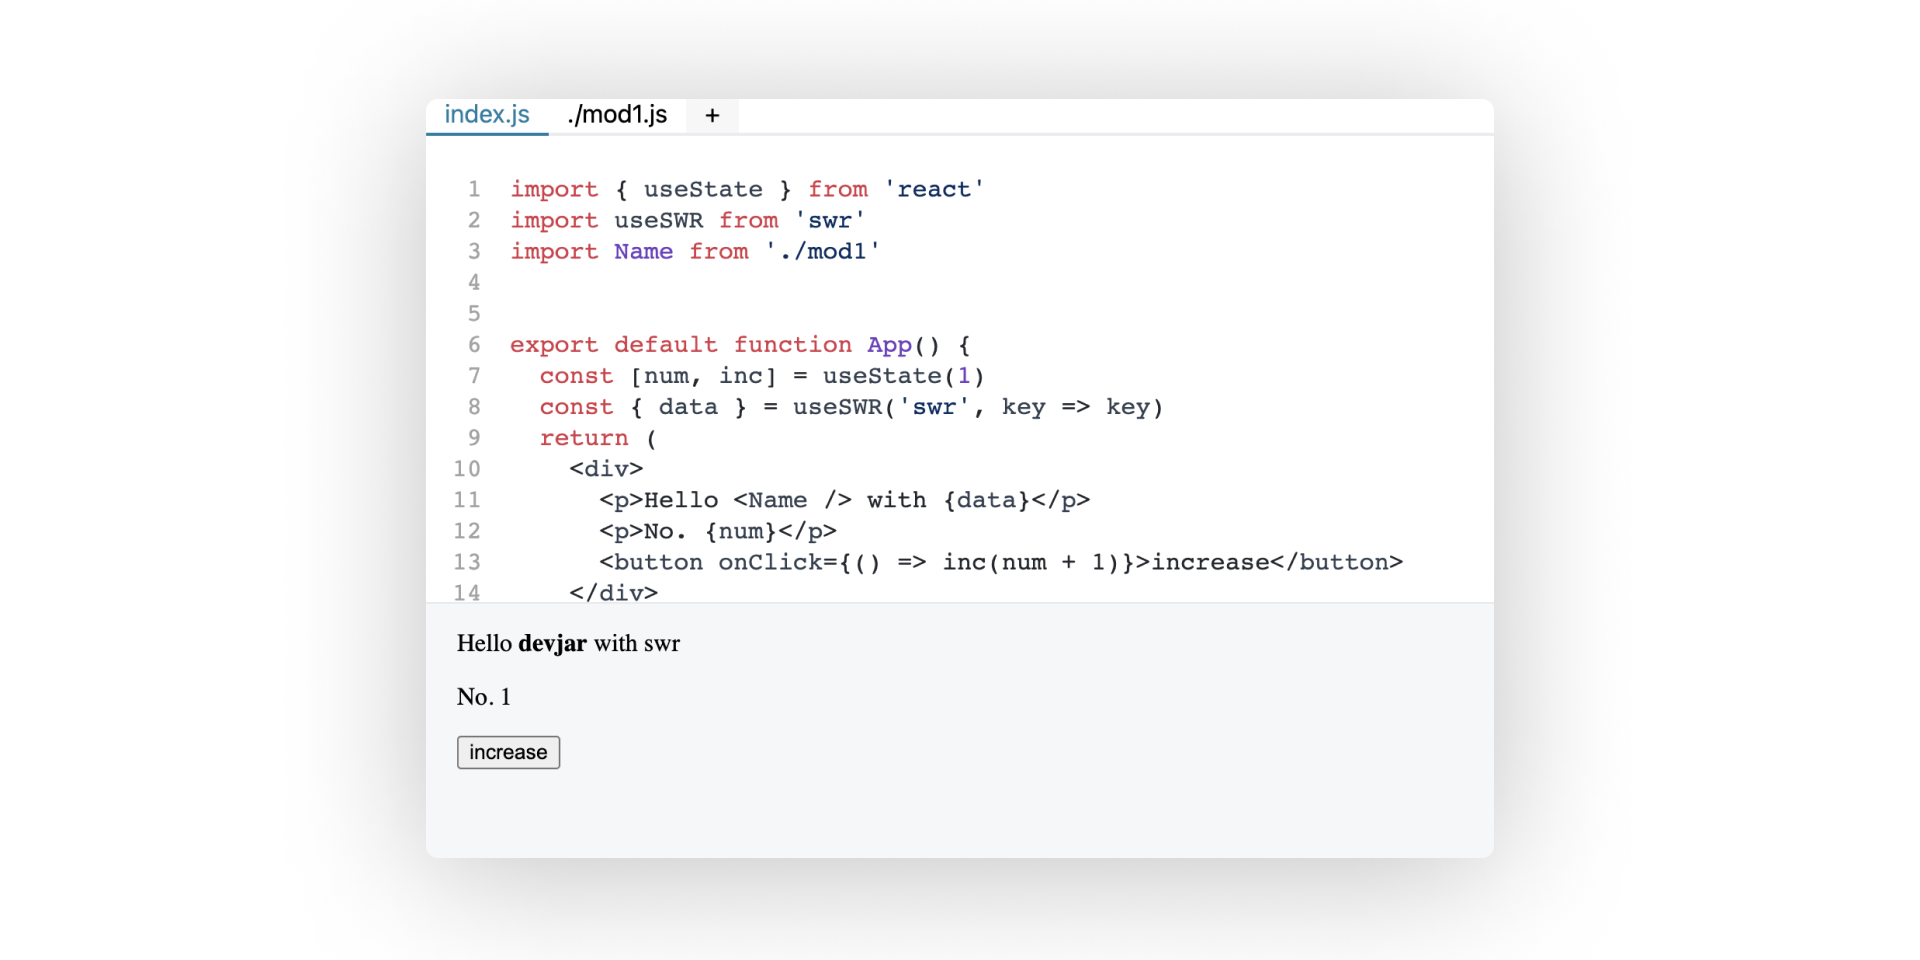 index.js ./mod1.js +
1 import { useState } from 'react'
2 import useSWR from 'swr'
3 import Name from './mod1'
4
5
6 export default function App() {
7   const [num, inc] = useState(1)
8   const { data } = useSWR('swr', key => key)
9   return (
10     <div>
11       <p>Hello <Name /> with {data}</p>
12       <p>No. {num}</p>
13       <button onClick={() => inc(num + 1)}>increase</button>
14     </div>
Hello devjar with swr
No. 1
increase